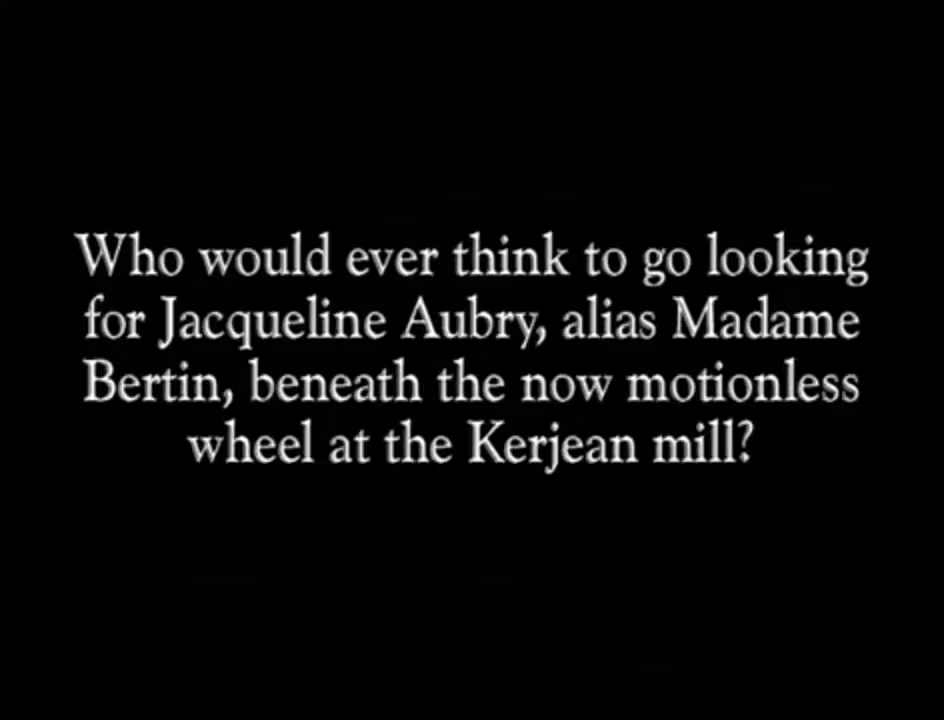 Who would ever think to go looking
for Jacqueline Aubry, alias Madame
Bertin, beneath the now motionless
wheel at the Kerjean mill?